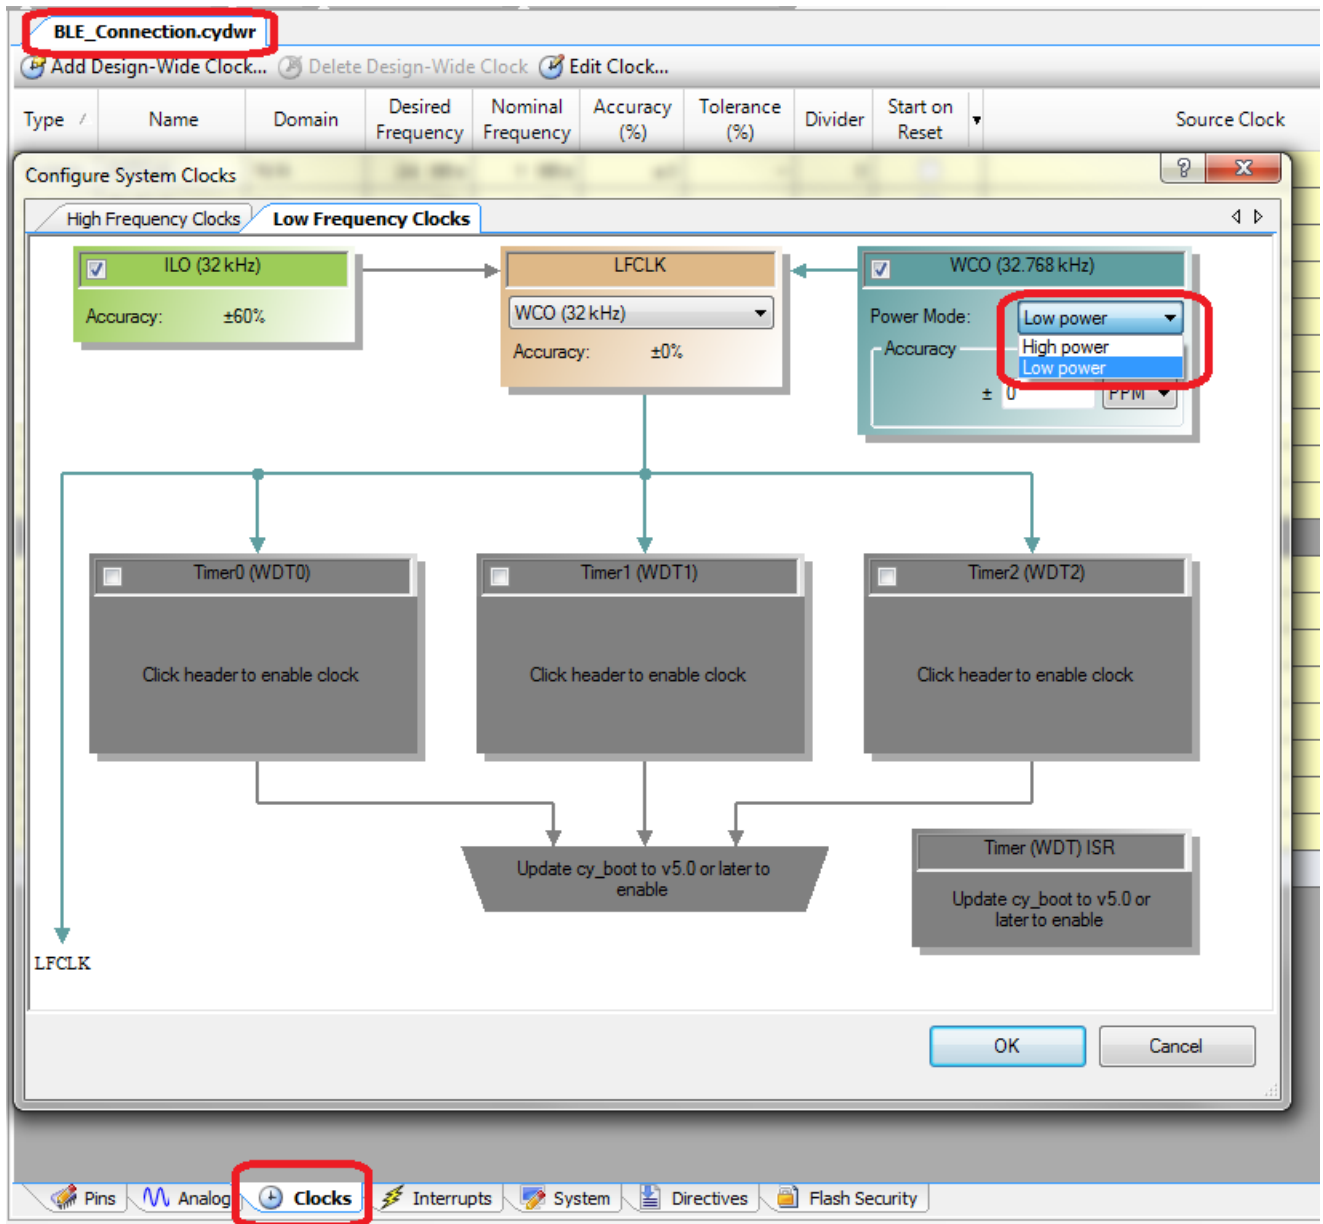 BLE_Connection.cydwr
Add Design-Wide Clock... Delete Design-Wide Clock Edit Clock...
Type Name Domain Desired Frequency Nominal Frequency Accuracy (%) Tolerance (%) Divider Start on Reset Source Clock
Configure System Clocks
High Frequency Clocks Low Frequency Clocks
ILO (32 kHz) LFCLK WCO (32.768 kHz)
Accuracy: ±60% WCO (32 kHz) Power Mode: Low power
Accuracy: ±0% Accuracy High power
Low power
± 0 PPM
Timer0 (WDT0) Timer1 (WDT1) Timer2 (WDT2)
Click header to enable clock Click header to enable clock Click header to enable clock
Update cy_boot to v5.0 or later to
enable
Timer (WDT) ISR
Update cy_boot to v5.0 or
later to enable
LFCLK
OK Cancel
Pins Analog Clocks Interrupts System Directives Flash Security